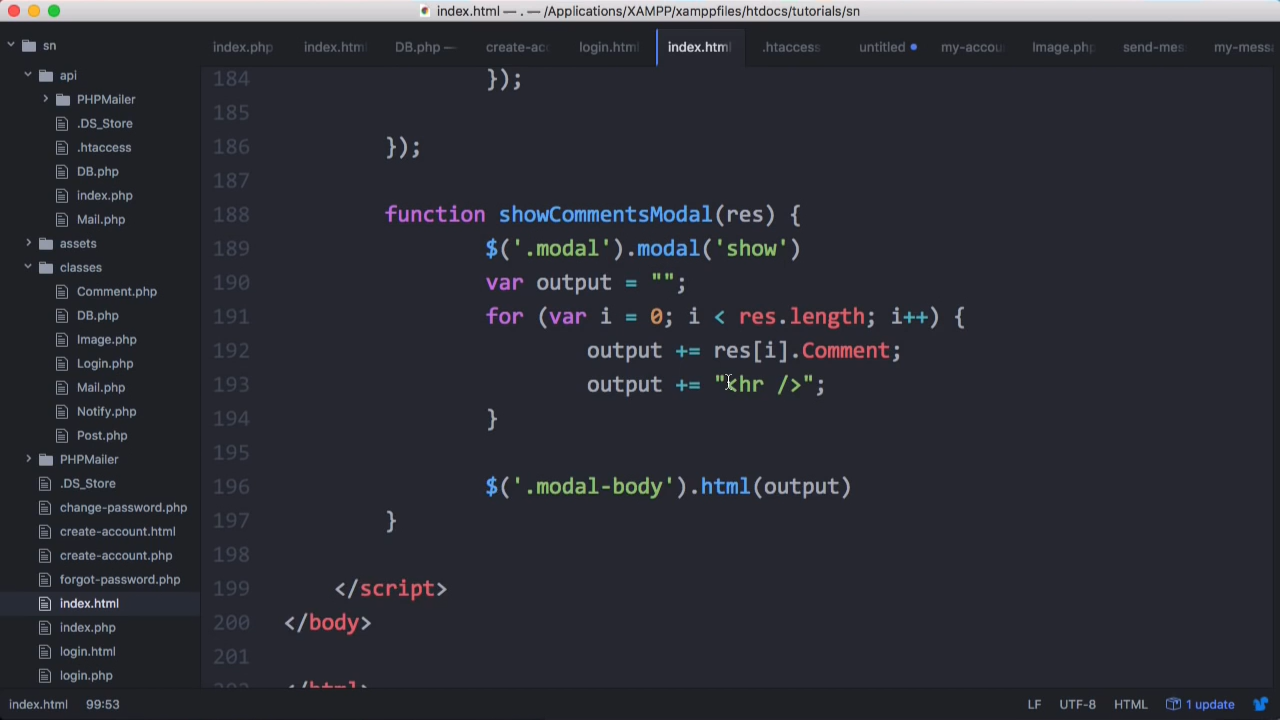 index.html — . — /Applications/XAMPP/xamppfiles/htdocs/tutorials/sn
sn
api
PHPMailer
.DS_Store
.htaccess
DB.php
index.php
Mail.php
assets
classes
Comment.php
DB.php
Image.php
Login.php
Mail.php
Notify.php
Post.php
PHPMailer
.DS_Store
change-password.php
create-account.html
create-account.php
forgot-password.php
index.html
index.php
login.html
login.php
index.php index.htm DB.php — create-ac login.html index.html .htaccess untitled my-accou Image.php send-mes my-messa
184 });
185
186 });
187
188 function showCommentsModal(res) {
189 $('.modal').modal('show')
190 var output = "";
191 for (var i = 0; i < res.length; i++) {
192 output += res[i].Comment;
193 output += "<hr />";
194 }
195
196 $('.modal-body').html(output)
197 }
198
199 </script>
200 </body>
201
index.html 99:53 LF UTF-8 HTML 1 update